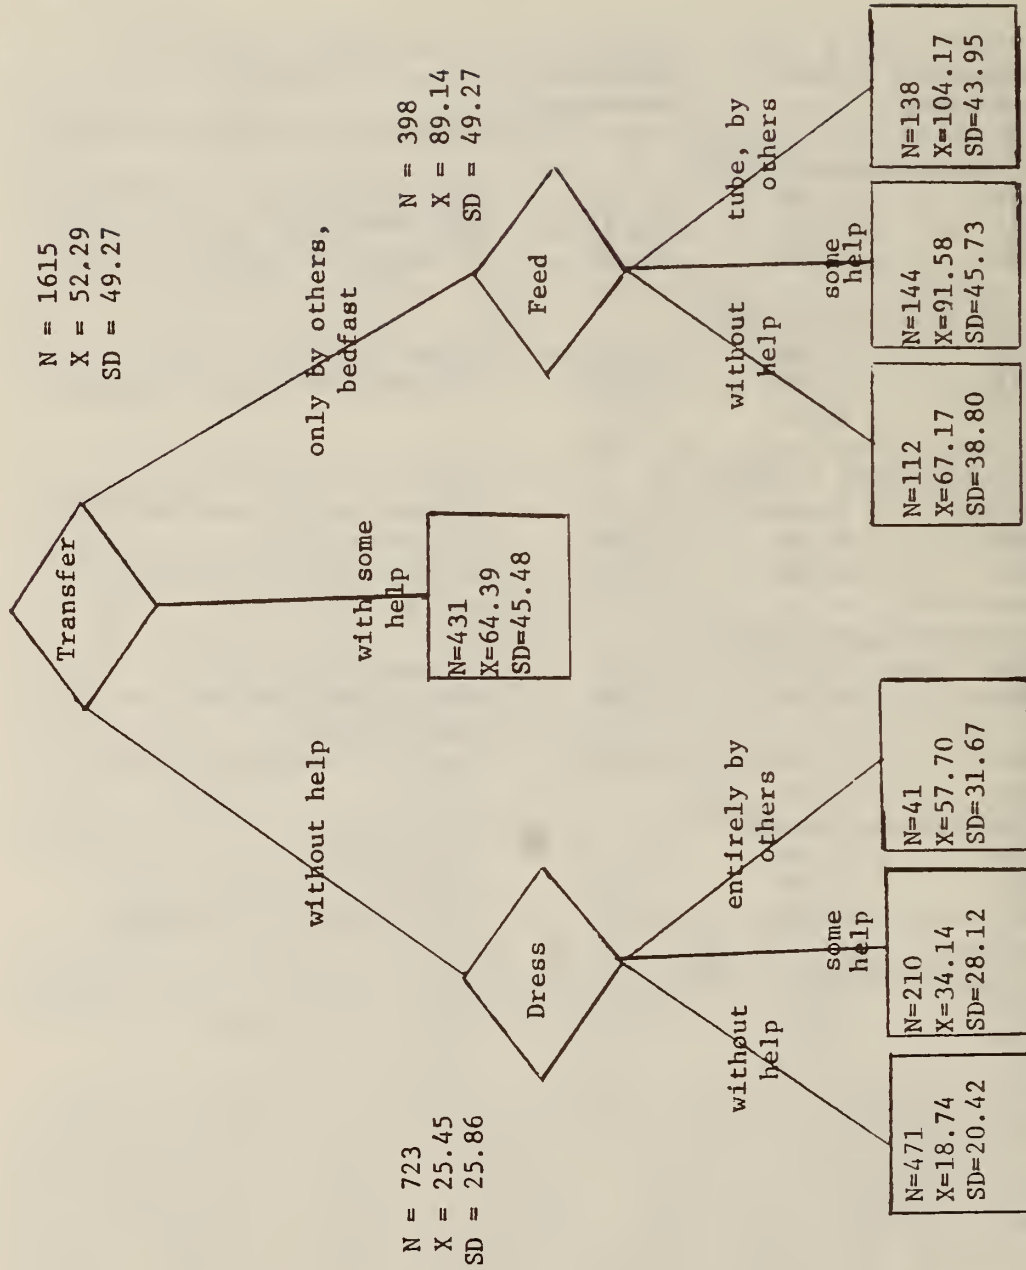 N = 1615
X = 52.29
SD = 49.27
Transfer
without help
with some
help
only by others,
bedfast
N = 723
X = 25.45
SD = 25.86
Dress
N=431
X=64.39
SD=45.48
Feed
N = 398
X = 89.14
SD = 49.27
without
help
some
help
entirely by
others
without
help
some
help
tube, by
others
N=471
X=18.74
SD=20.42
N=210
X=34.14
SD=28.12
N=41
X=57.70
SD=31.67
N=112
X=67.17
SD=38.80
N=144
X=91.58
SD=45.73
N=138
X=104.17
SD=43.95